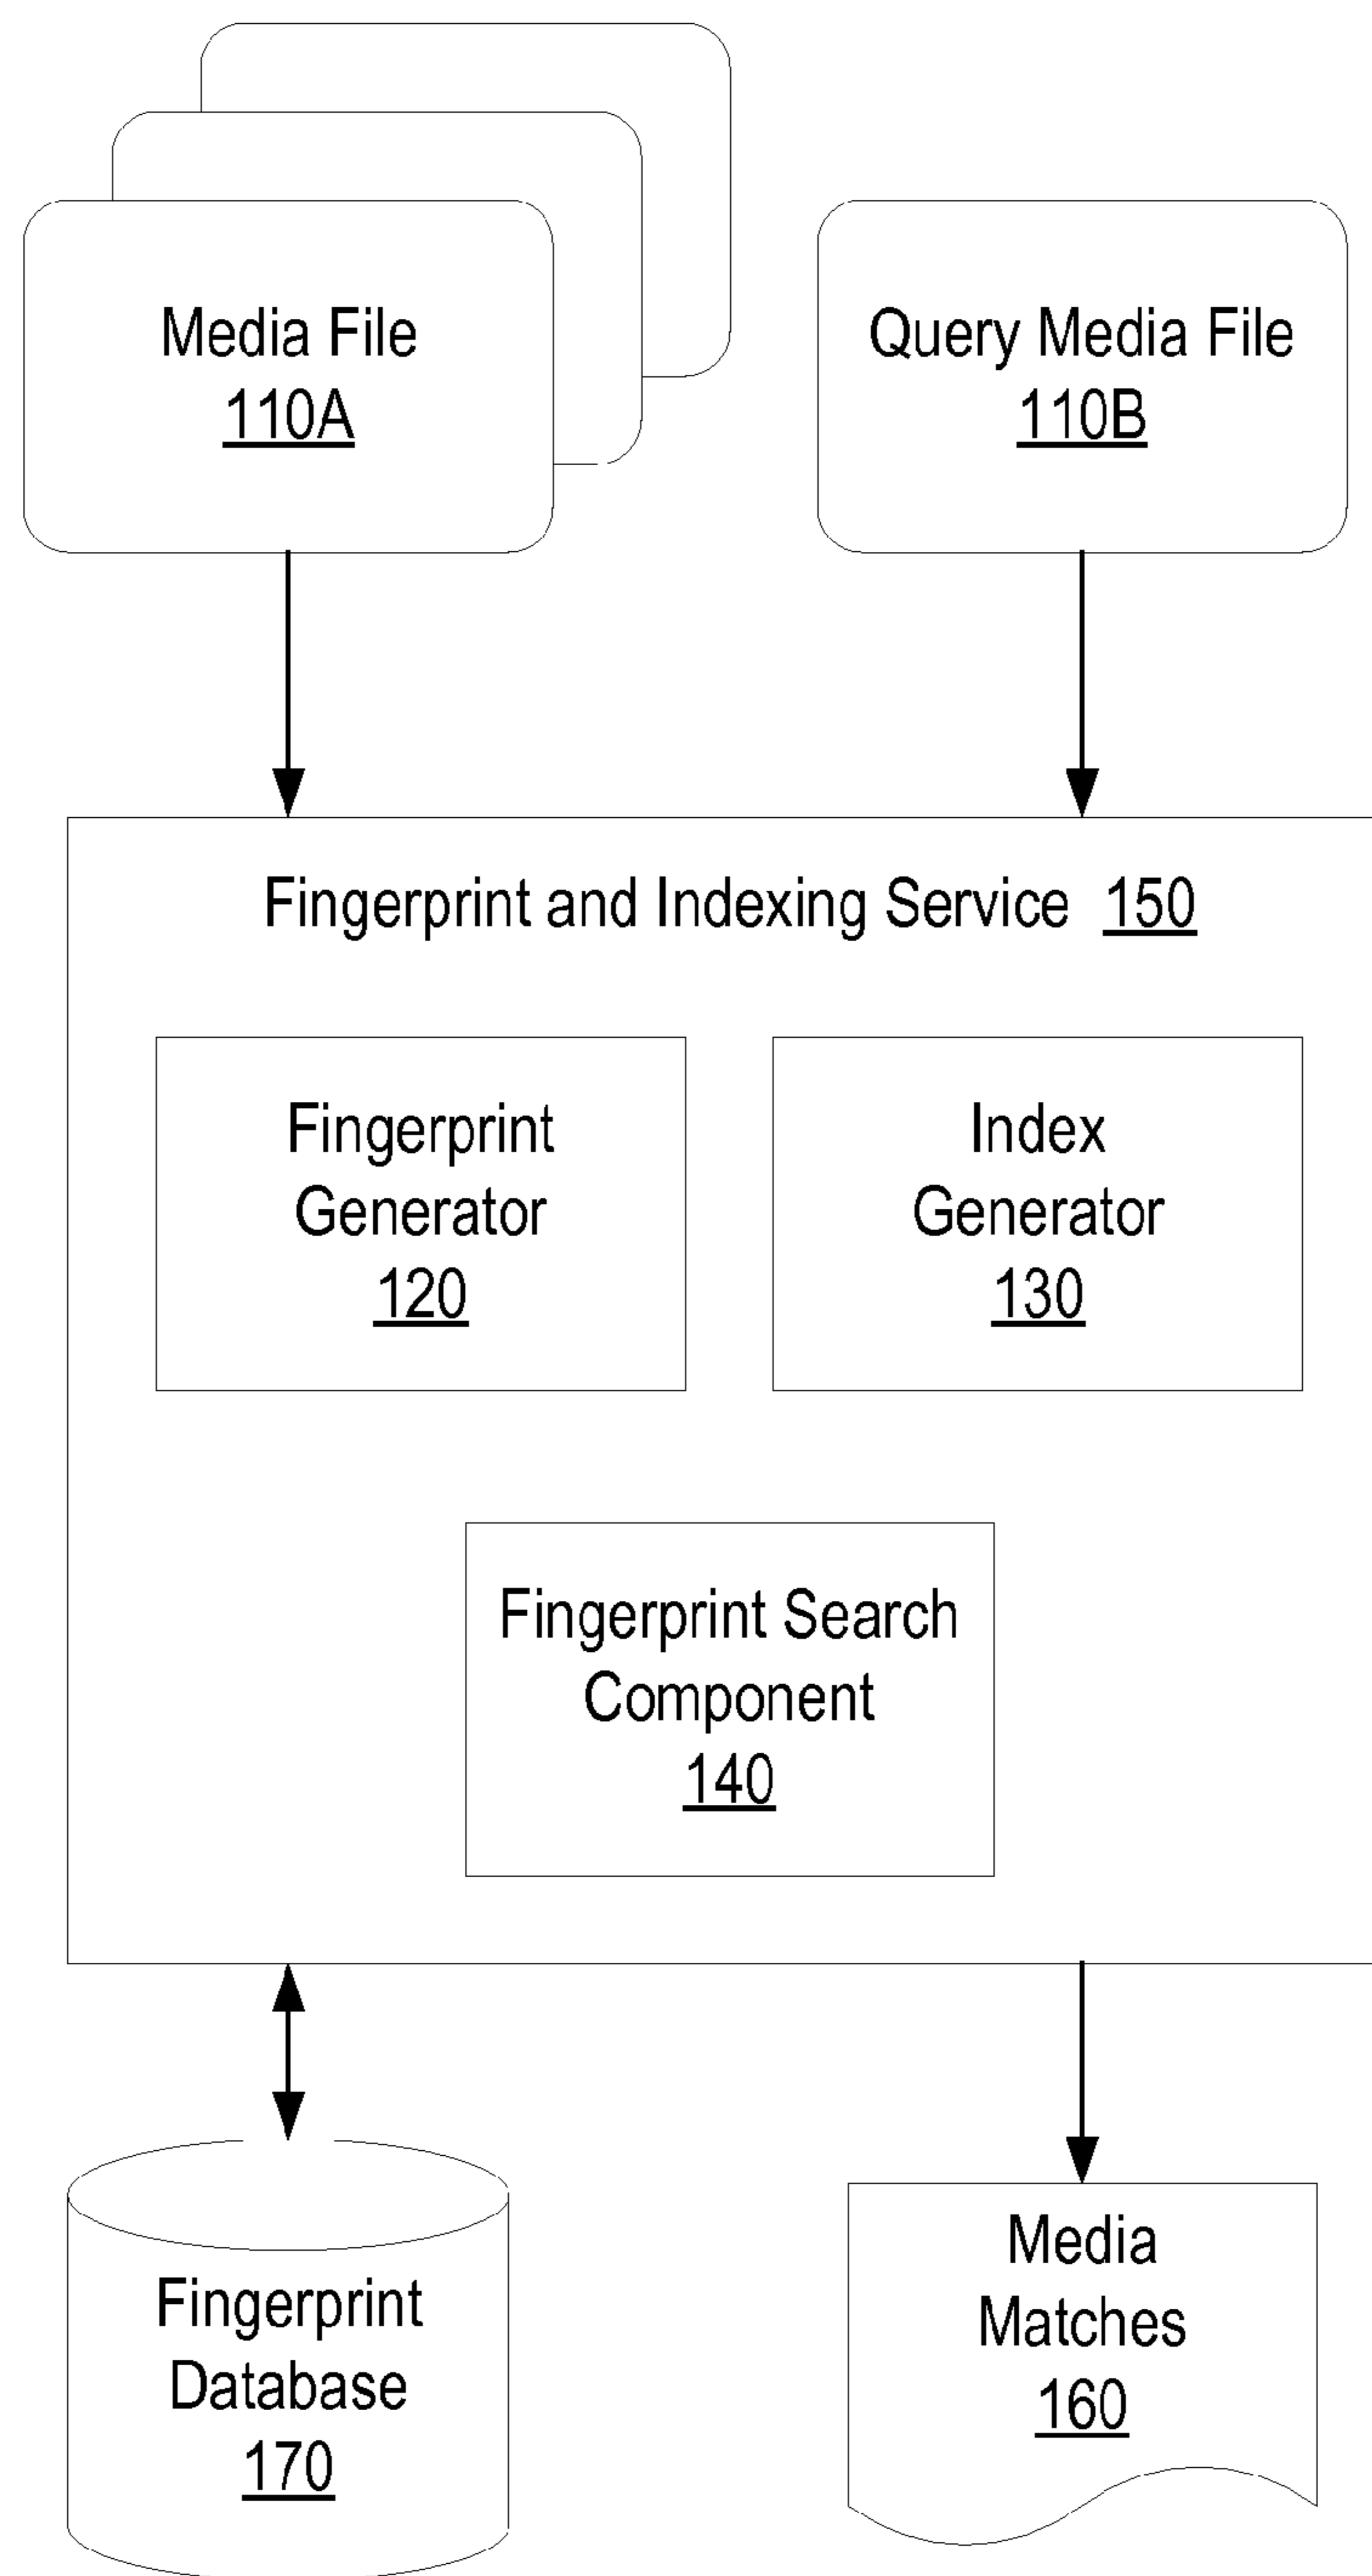 Media File
110A
Query Media File
110B
Fingerprint and Indexing Service 150
Fingerprint
Generator
120
Index
Generator
130
Fingerprint Search
Component
140
Fingerprint
Database
170
Media
Matches
160